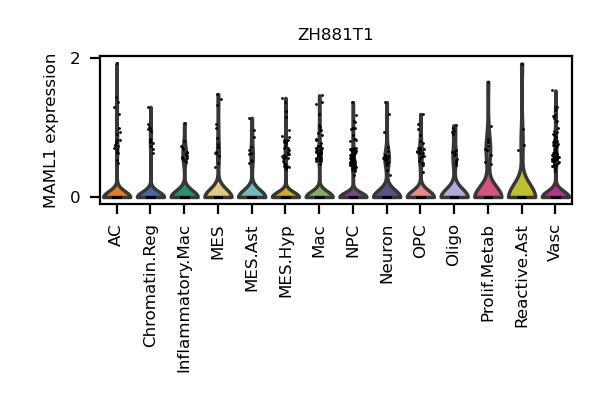 ZH881T1
MAML1 expression
2
0
AC
Chromatin.Reg
Inflammatory.Mac
MES
MES.Ast
MES.Hyp
Mac
NPC
Neuron
OPC
Oligo
Prolif.Metab
Reactive.Ast
Vasc